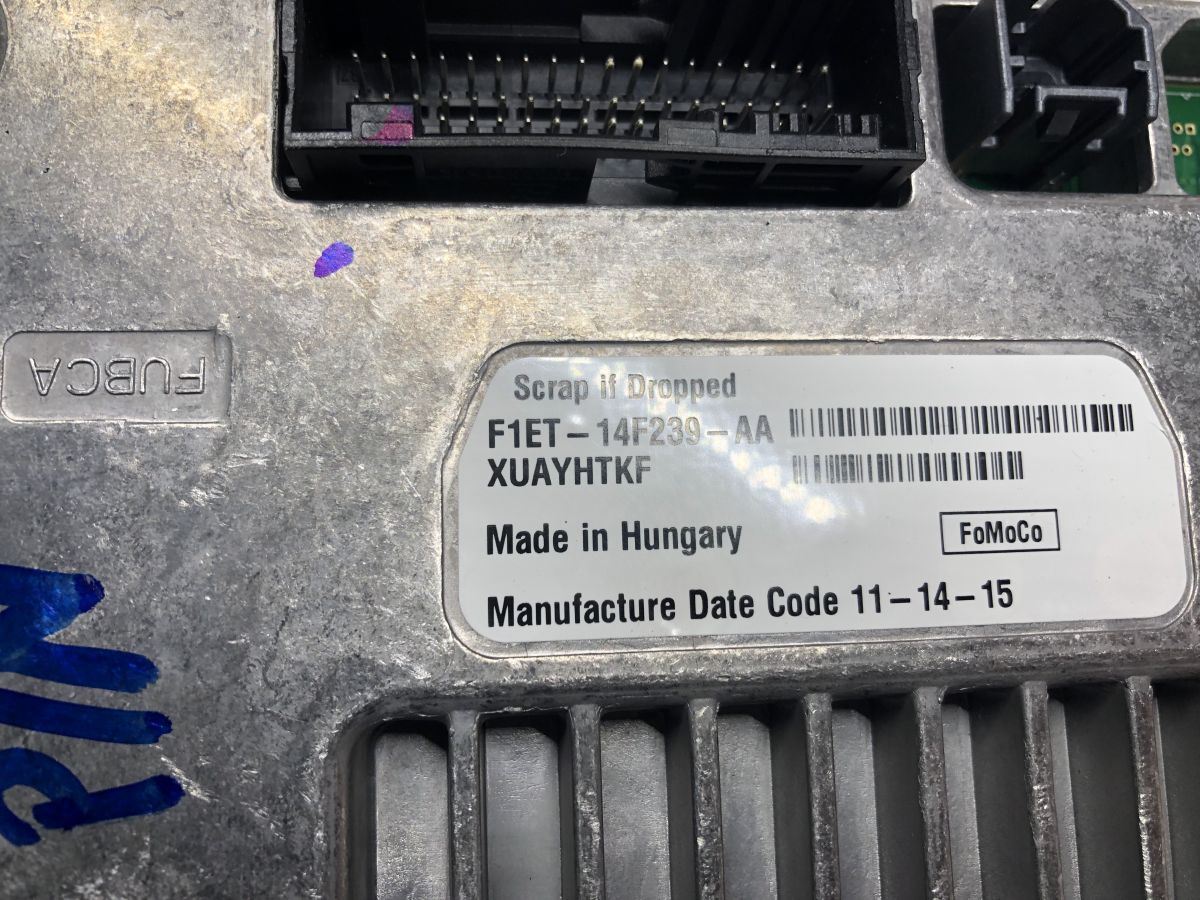 FUBCA
Scrap if Dropped
F1ET-14F239-AA
XUAYHTKF
Made in Hungary
FoMoCo
Manufacture Date Code 11-14-15